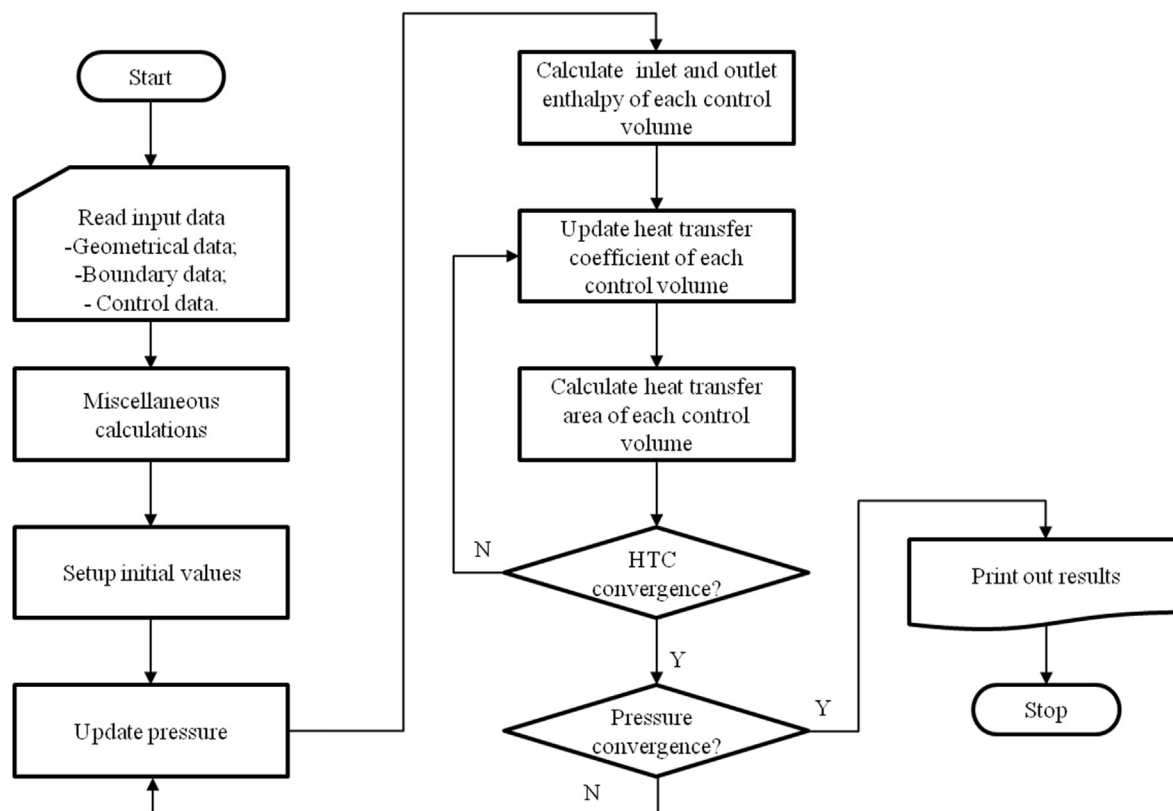 Start
Read input data
-Geometrical data;
-Boundary data;
- Control data.
Miscellaneous
calculations
Setup initial values
Update pressure
Calculate inlet and outlet
enthalpy of each control
volume
Update heat transfer
coefficient of each
control volume
Calculate heat transfer
area of each control
volume
HTC
convergence?
N
Y
Pressure
convergence?
Y
N
Print out results
Stop